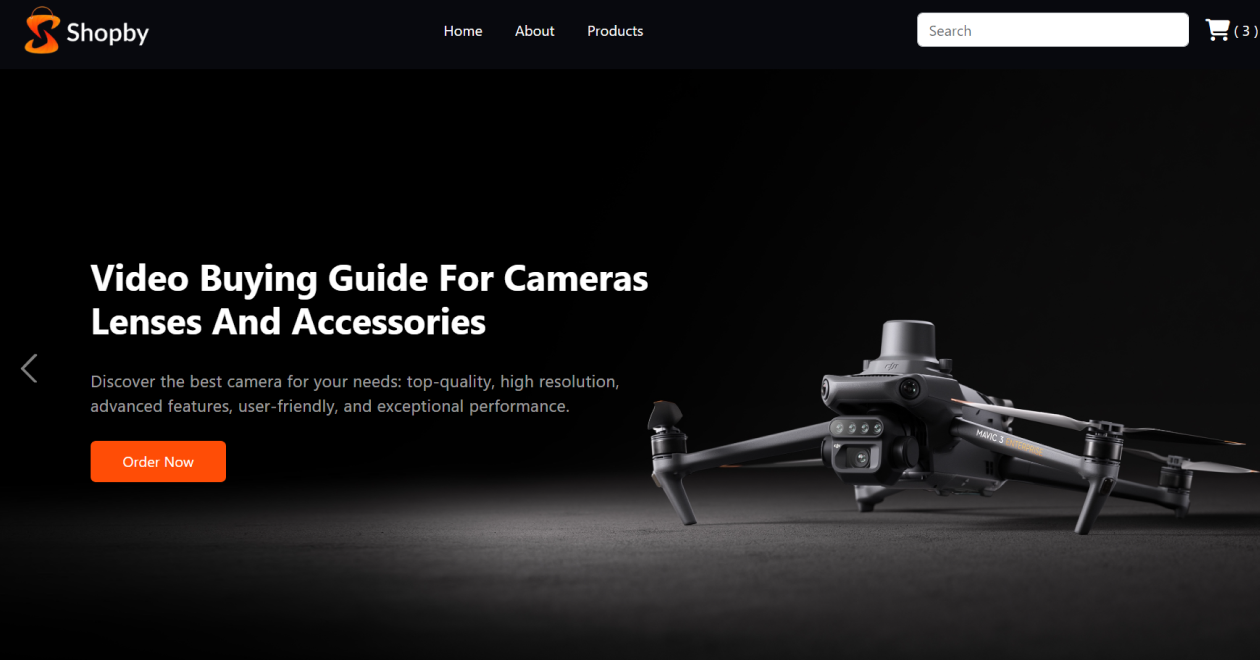 Shopby
Home
About
Products
Search
( 3 )
Video Buying Guide For Cameras
Lenses And Accessories
Discover the best camera for your needs: top-quality, high resolution,
advanced features, user-friendly, and exceptional performance.
Order Now
dji
MAVIC 3 ENTERPRISE